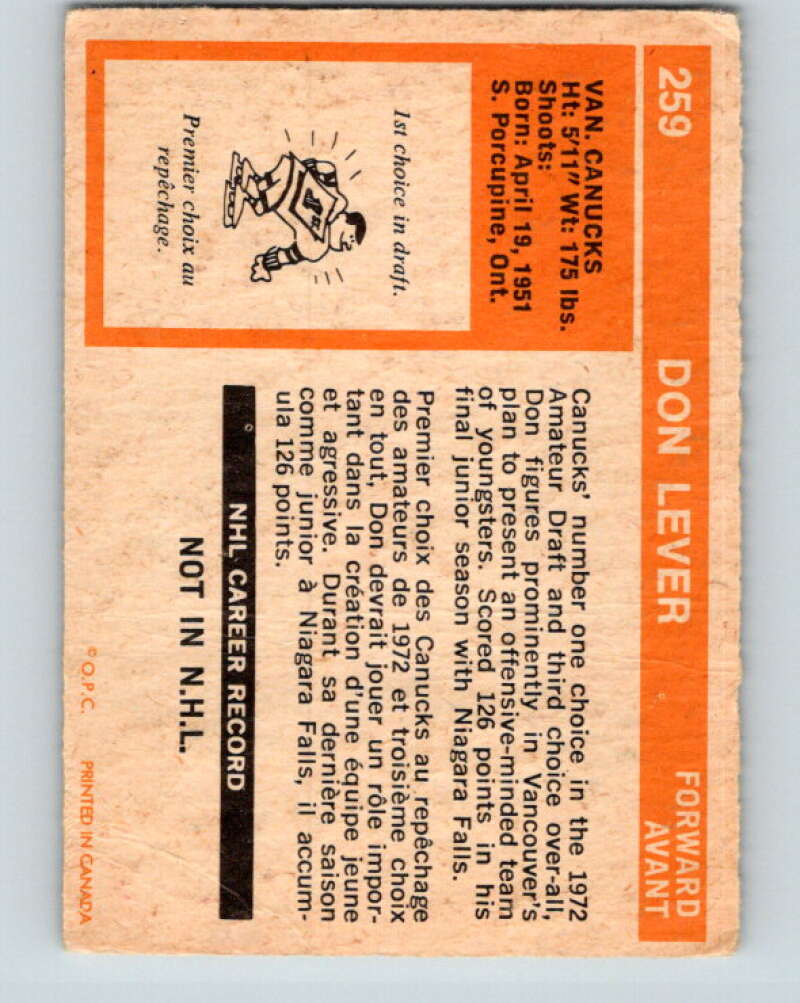 259
DON LEVER
FORWARD
AVANT
VAN. CANUCKS
Ht: 5'11" Wt: 175 lbs.
Shoots:
Born: April 19, 1951
S. Porcupine, Ont.
1st choice in draft.
Premier choix au
repêchage.
Canucks' number one choice in the 1972
Amateur Draft and third choice over-all,
Don figures prominently in Vancouver's
plan to present an offensive-minded team
of youngsters. Scored 126 points in his
final junior season with Niagara Falls.
Premier choix des Canucks au repêchage
des amateurs de 1972 et troisième choix
en tout, Don devrait jouer un rôle impor-
tant dans la création d'une équipe jeune
et agressive. Durant sa dernière saison
comme junior à Niagara Falls, il accum-
ula 126 points.
NHL CAREER RECORD
NOT IN N.H.L.
© O.P.C. PRINTED IN CANADA